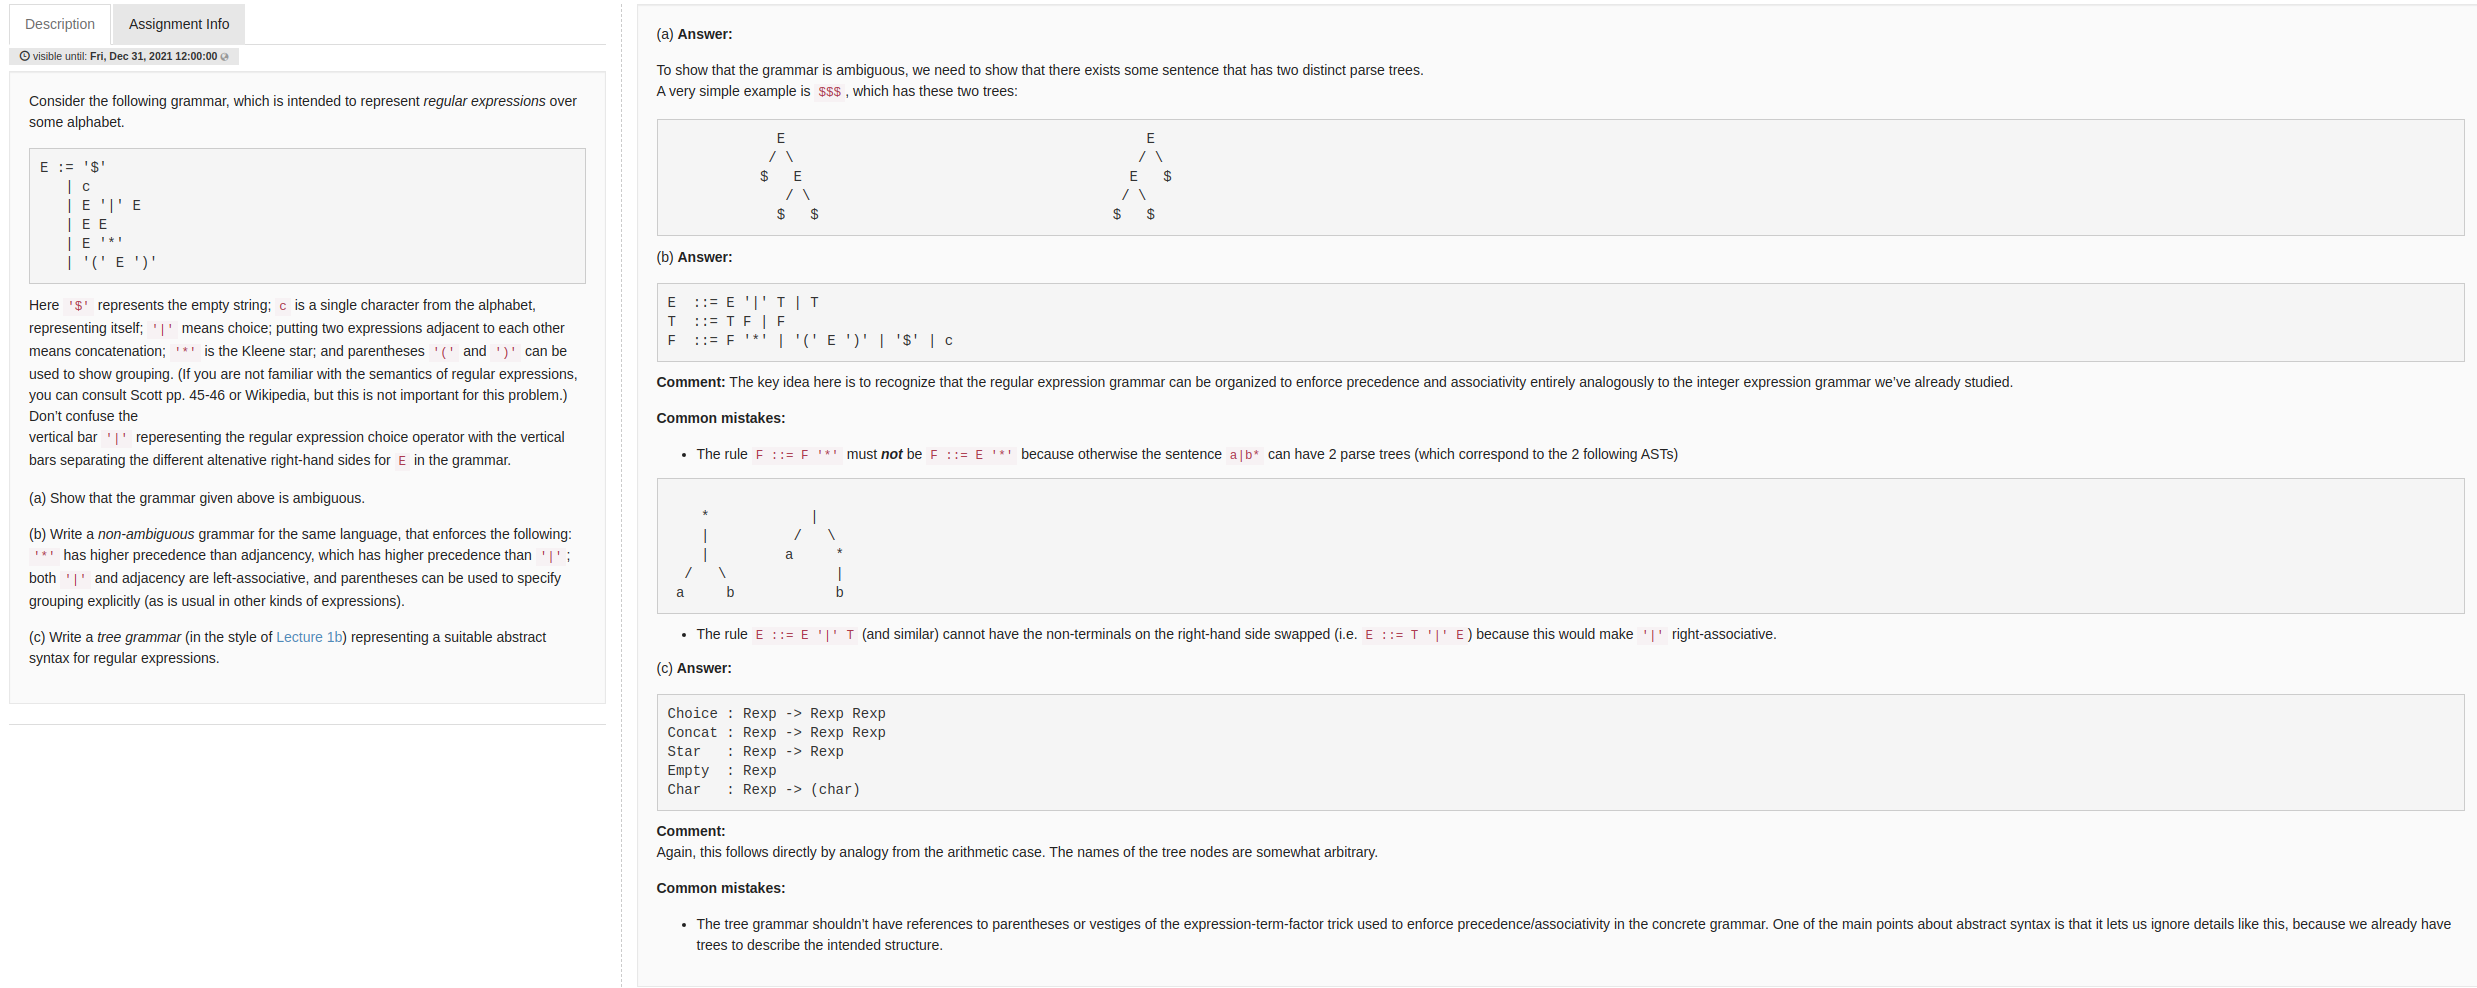 Description
Assignment Info
visible until: Fri, Dec 31, 2021 12:00:00
Consider the following grammar, which is intended to represent regular expressions over
some alphabet.
E := '$'
   | c
   | E '|' E
   | E E
   | E '*'
   | '(' E ')'
Here '$' represents the empty string; c is a single character from the alphabet,
representing itself; '|' means choice; putting two expressions adjacent to each other
means concatenation; '*' is the Kleene star; and parentheses '(' and ')' can be
used to show grouping. (If you are not familiar with the semantics of regular expressions,
you can consult Scott pp. 45-46 or Wikipedia, but this is not important for this problem.)
Don't confuse the
vertical bar '|' reperesenting the regular expression choice operator with the vertical
bars separating the different altenative right-hand sides for E in the grammar.
(a) Show that the grammar given above is ambiguous.
(b) Write a non-ambiguous grammar for the same language, that enforces the following:
'*' has higher precedence than adjancency, which has higher precedence than '|';
both '|' and adjacency are left-associative, and parentheses can be used to specify
grouping explicitly (as is usual in other kinds of expressions).
(c) Write a tree grammar (in the style of Lecture 1b) representing a suitable abstract
syntax for regular expressions.
(a) Answer:
To show that the grammar is ambiguous, we need to show that there exists some sentence that has two distinct parse trees.
A very simple example is $$$, which has these two trees:
             E                                           E
            / \                                         / \
           $   E                                       E   $
              / \                                     / \
             $   $                                   $   $
(b) Answer:
E  ::= E '|' T | T
T  ::= T F | F
F  ::= F '*' | '(' E ')' | '$' | c
Comment: The key idea here is to recognize that the regular expression grammar can be organized to enforce precedence and associativity entirely analogously to the integer expression grammar we've already studied.
Common mistakes:
• The rule F ::= F '*' must not be F ::= E '*' because otherwise the sentence a|b* can have 2 parse trees (which correspond to the 2 following ASTs)
    *            |
    |          /   \
    |         a     *
  /   \             |
 a     b            b
• The rule E ::= E '|' T (and similar) cannot have the non-terminals on the right-hand side swapped (i.e. E ::= T '|' E) because this would make '|' right-associative.
(c) Answer:
Choice : Rexp -> Rexp Rexp
Concat : Rexp -> Rexp Rexp
Star   : Rexp -> Rexp
Empty  : Rexp
Char   : Rexp -> (char)
Comment:
Again, this follows directly by analogy from the arithmetic case. The names of the tree nodes are somewhat arbitrary.
Common mistakes:
• The tree grammar shouldn't have references to parentheses or vestiges of the expression-term-factor trick used to enforce precedence/associativity in the concrete grammar. One of the main points about abstract syntax is that it lets us ignore details like this, because we already have
trees to describe the intended structure.